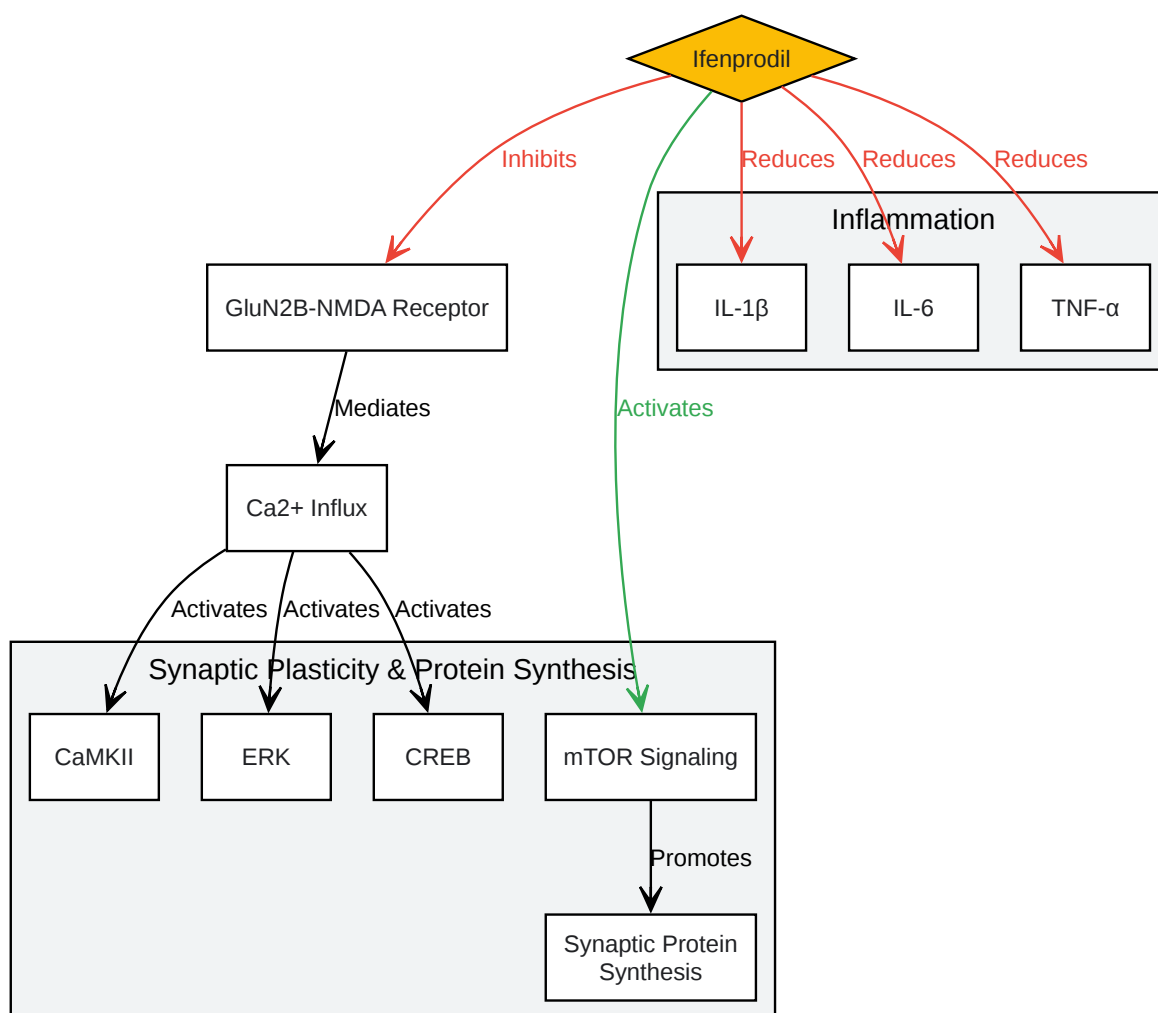 Ifenprodil
Inhibits
Reduces
Reduces
Reduces
Inflammation
GluN2B-NMDA Receptor
IL-1β
IL-6
TNF-α
Mediates
Activates
Ca2+ Influx
Activates
Activates
Activates
Synaptic Plasticity & Protein Synthesis
CaMKII
ERK
CREB
mTOR Signaling
Promotes
Synaptic Protein
Synthesis